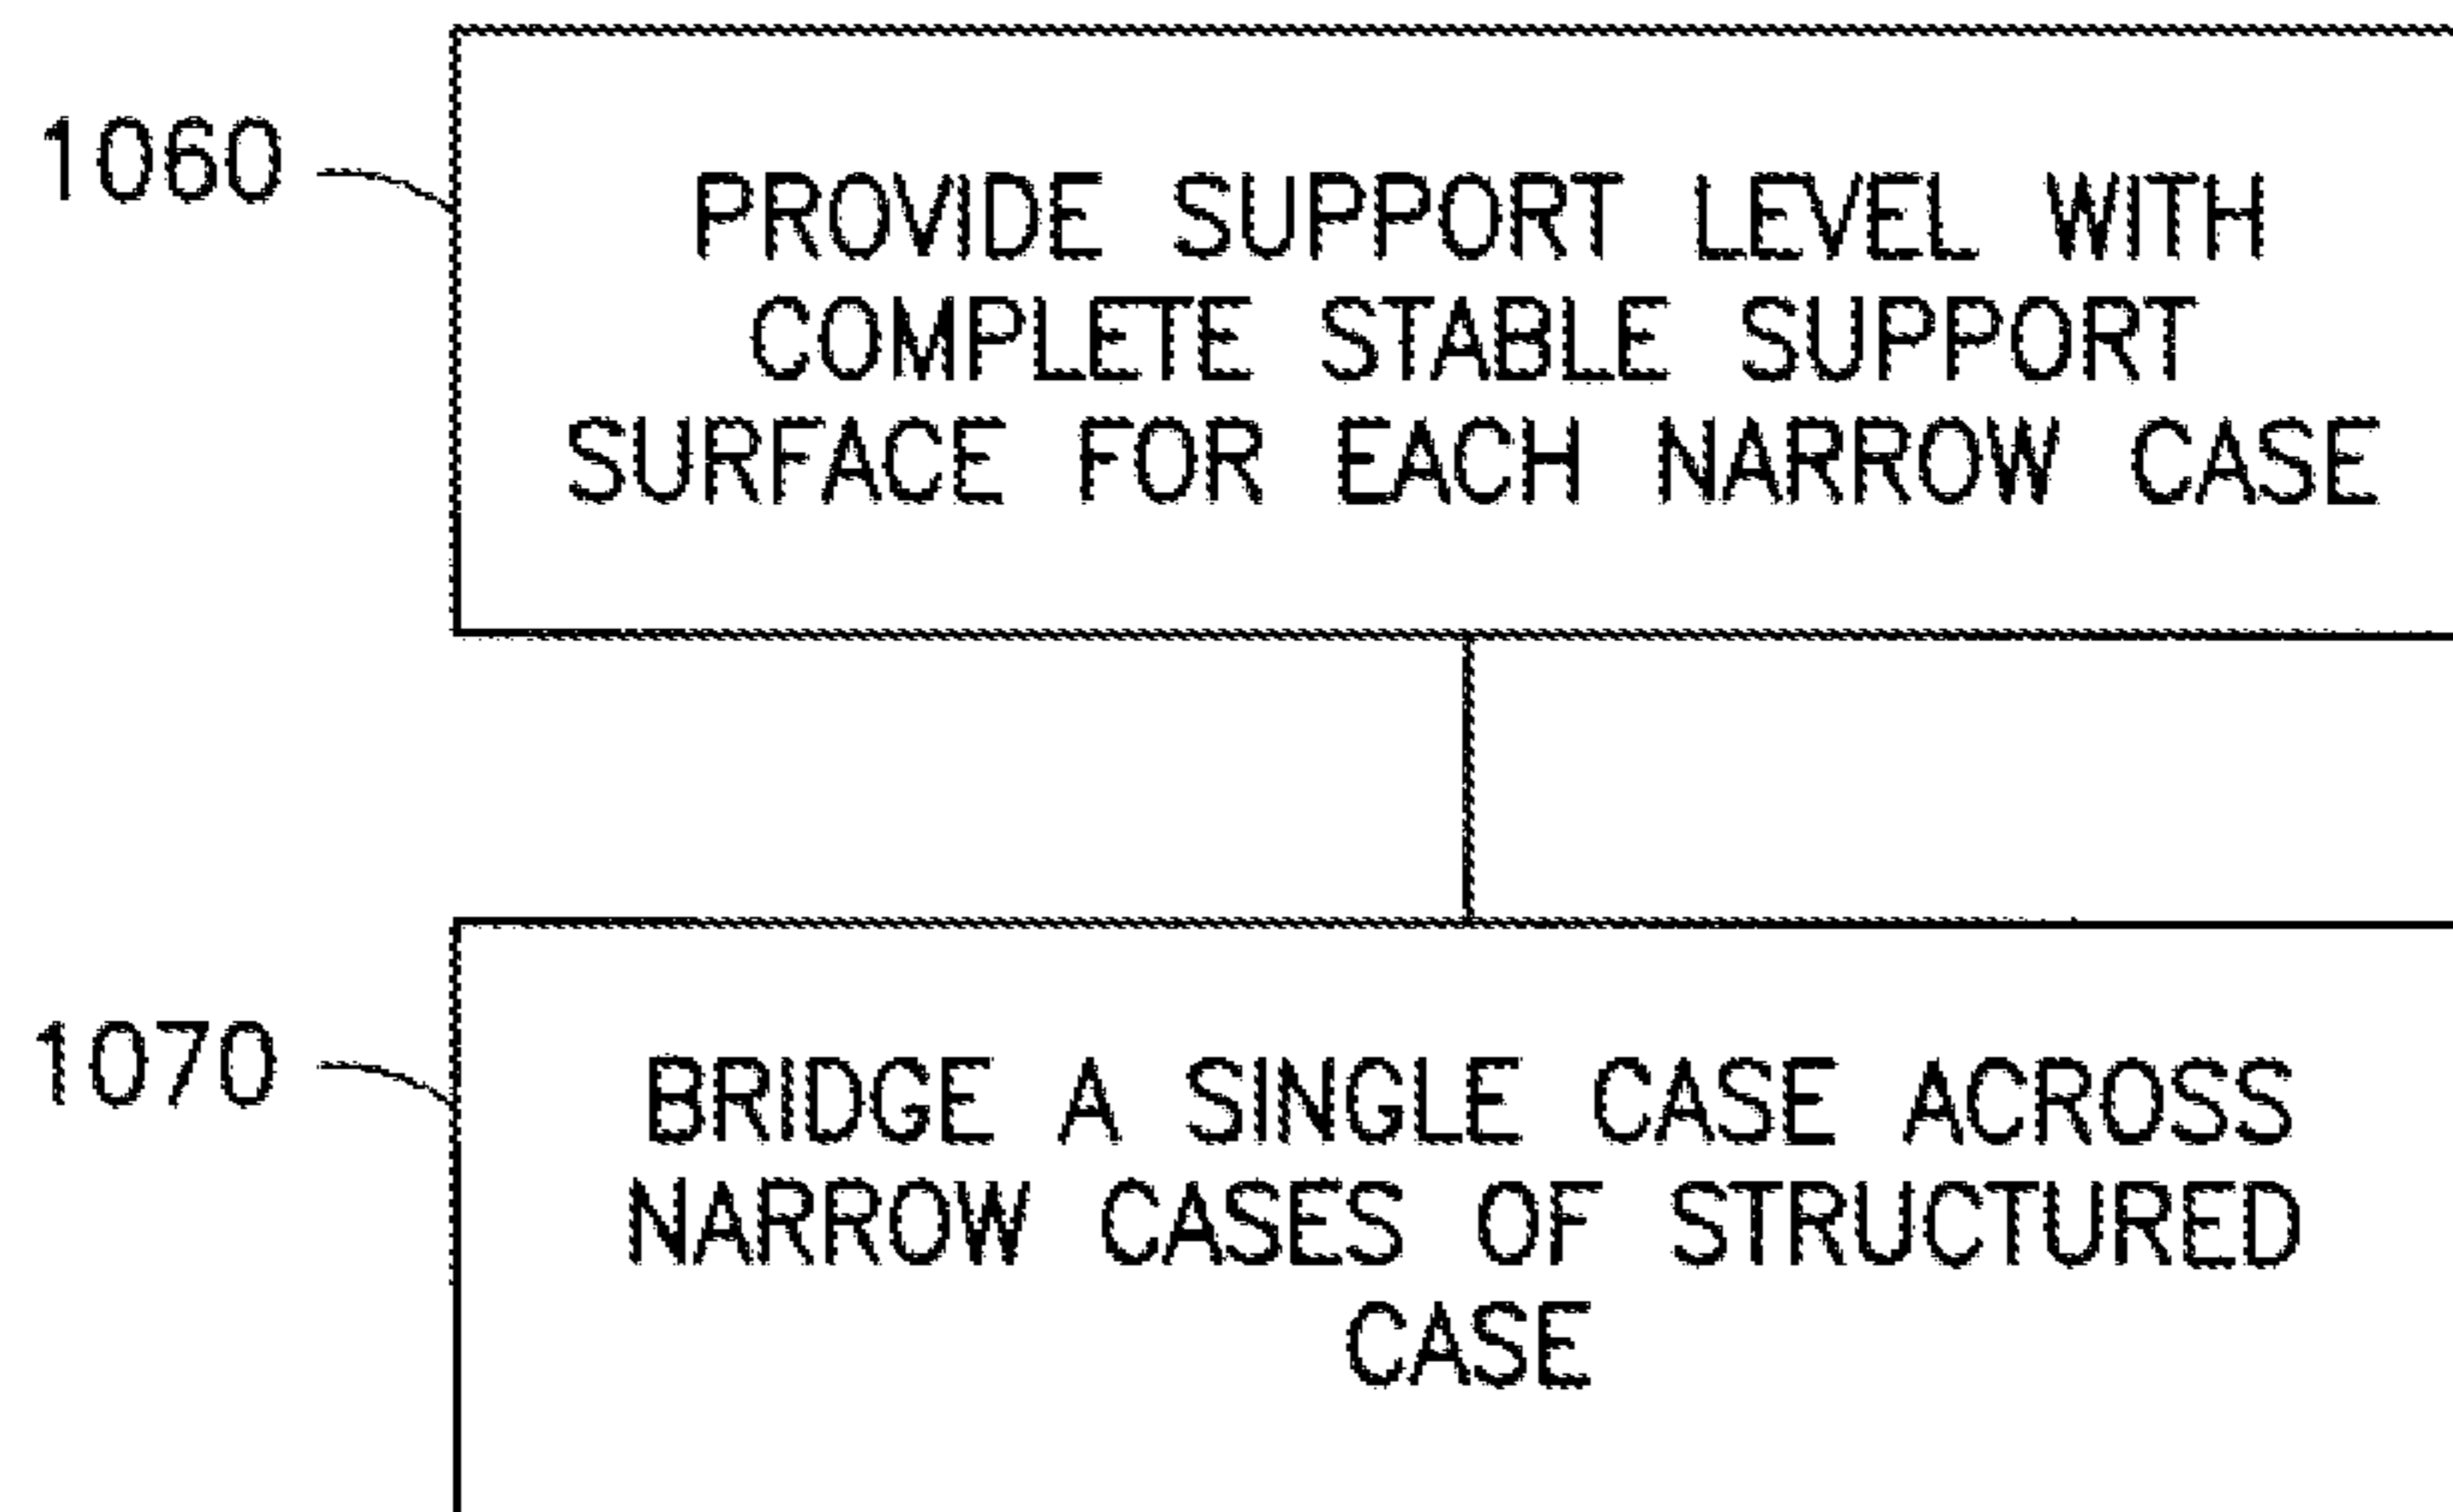 1060
PROVIDE SUPPORT LEVEL WITH
COMPLETE STABLE SUPPORT
SURFACE FOR EACH NARROW CASE
1070
BRIDGE A SINGLE CASE ACROSS
NARROW CASES OF STRUCTURED
CASE